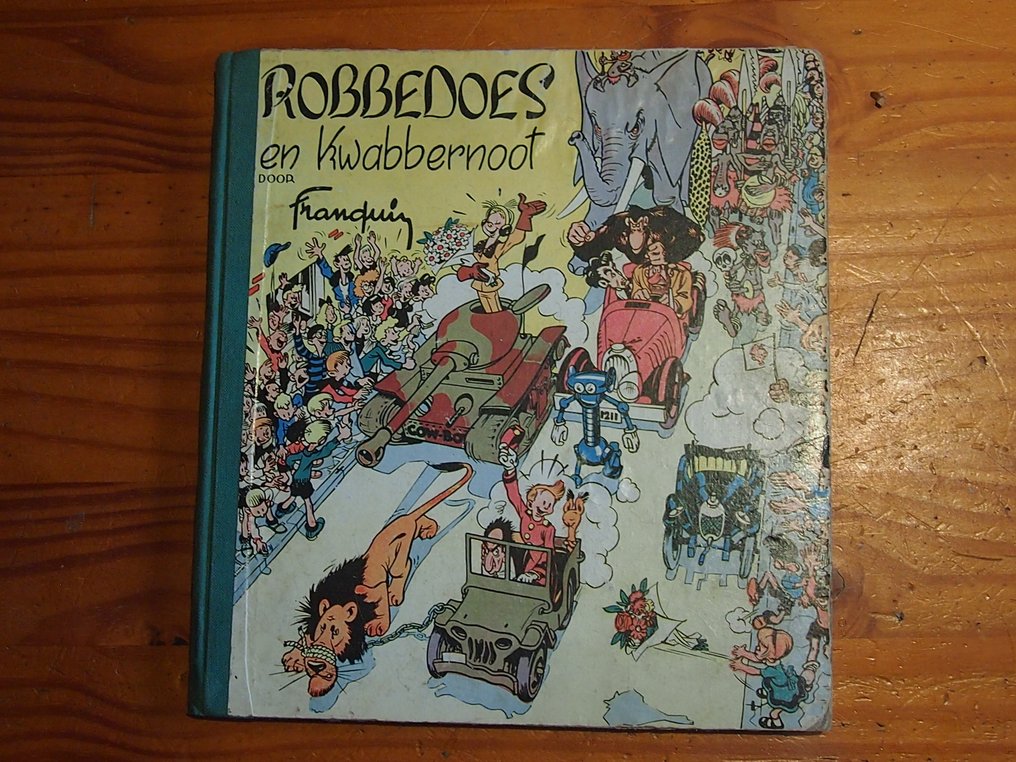 ROBBEDOES
en Kwabbernoot
DOOR
Franquin
COW-BOY
1211